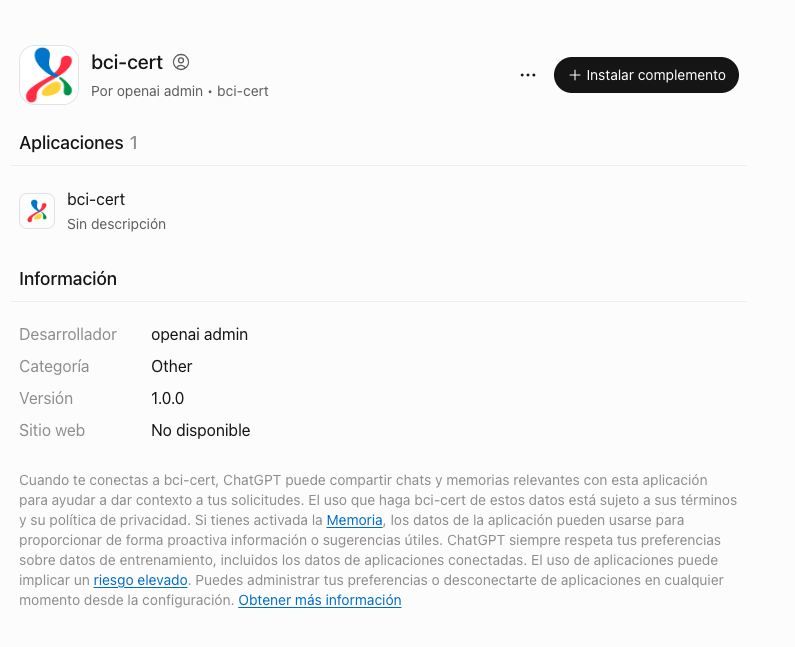 bci-cert
Por openai admin • bci-cert
Instalar complemento
Aplicaciones 1
bci-cert
Sin descripción
Información
Desarrollador openai admin
Categoría Other
Versión 1.0.0
Sitio web No disponible
Cuando te conectas a bci-cert, ChatGPT puede compartir chats y memorias relevantes con esta aplicación
para ayudar a dar contexto a tus solicitudes. El uso que haga bci-cert de estos datos está sujeto a sus términos
y su política de privacidad. Si tienes activada la Memoria, los datos de la aplicación pueden usarse para
proporcionar de forma proactiva información o sugerencias útiles. ChatGPT siempre respeta tus preferencias
sobre datos de entrenamiento, incluidos los datos de aplicaciones conectadas. El uso de aplicaciones puede
implicar un riesgo elevado. Puedes administrar tus preferencias o desconectarte de aplicaciones en cualquier
momento desde la configuración. Obtener más información